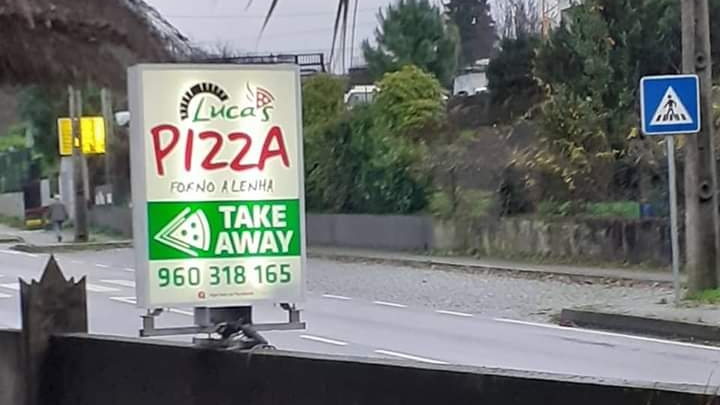 Luca's
PIZZA
FORNO A LENHA
TAKE
AWAY
960 318 165